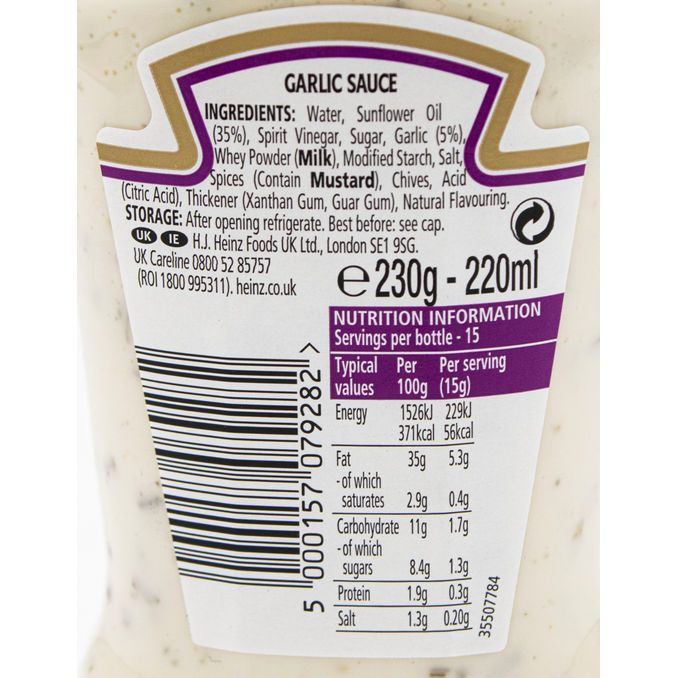 GARLIC SAUCE
INGREDIENTS: Water, Sunflower Oil
(35%), Spirit Vinegar, Sugar, Garlic (5%),
Whey Powder (Milk), Modified Starch, Salt,
Spices (Contain Mustard), Chives, Acid
(Citric Acid), Thickener (Xanthan Gum, Guar Gum), Natural Flavouring.
STORAGE: After opening refrigerate. Best before: see cap.
UK IE H.J. Heinz Foods UK Ltd., London SE1 9SG.
UK Careline 0800 52 85757
(ROI 1800 995311). heinz.co.uk
℮230g - 220ml
NUTRITION INFORMATION
Servings per bottle - 15
Typical Per Per serving
values 100g (15g)
Energy 1526kJ 229kJ
371kcal 56kcal
Fat 35g 5.3g
- of which
saturates 2.9g 0.4g
Carbohydrate 11g 1.7g
- of which
sugars 8.4g 1.3g
Protein 1.9g 0.3g
Salt 1.3g 0.20g
5 000157 079282 >
35507784